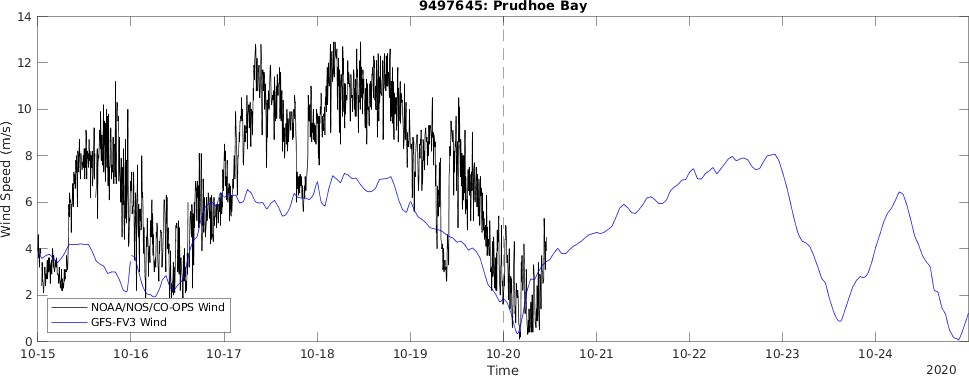 9497645: Prudhoe Bay
14
12
10
8
6
4
2
0
Wind Speed (m/s)
NOAA/NOS/CO-OPS Wind
GFS-FV3 Wind
10-15 10-16 10-17 10-18 10-19 10-20 10-21 10-22 10-23 10-24
Time
2020